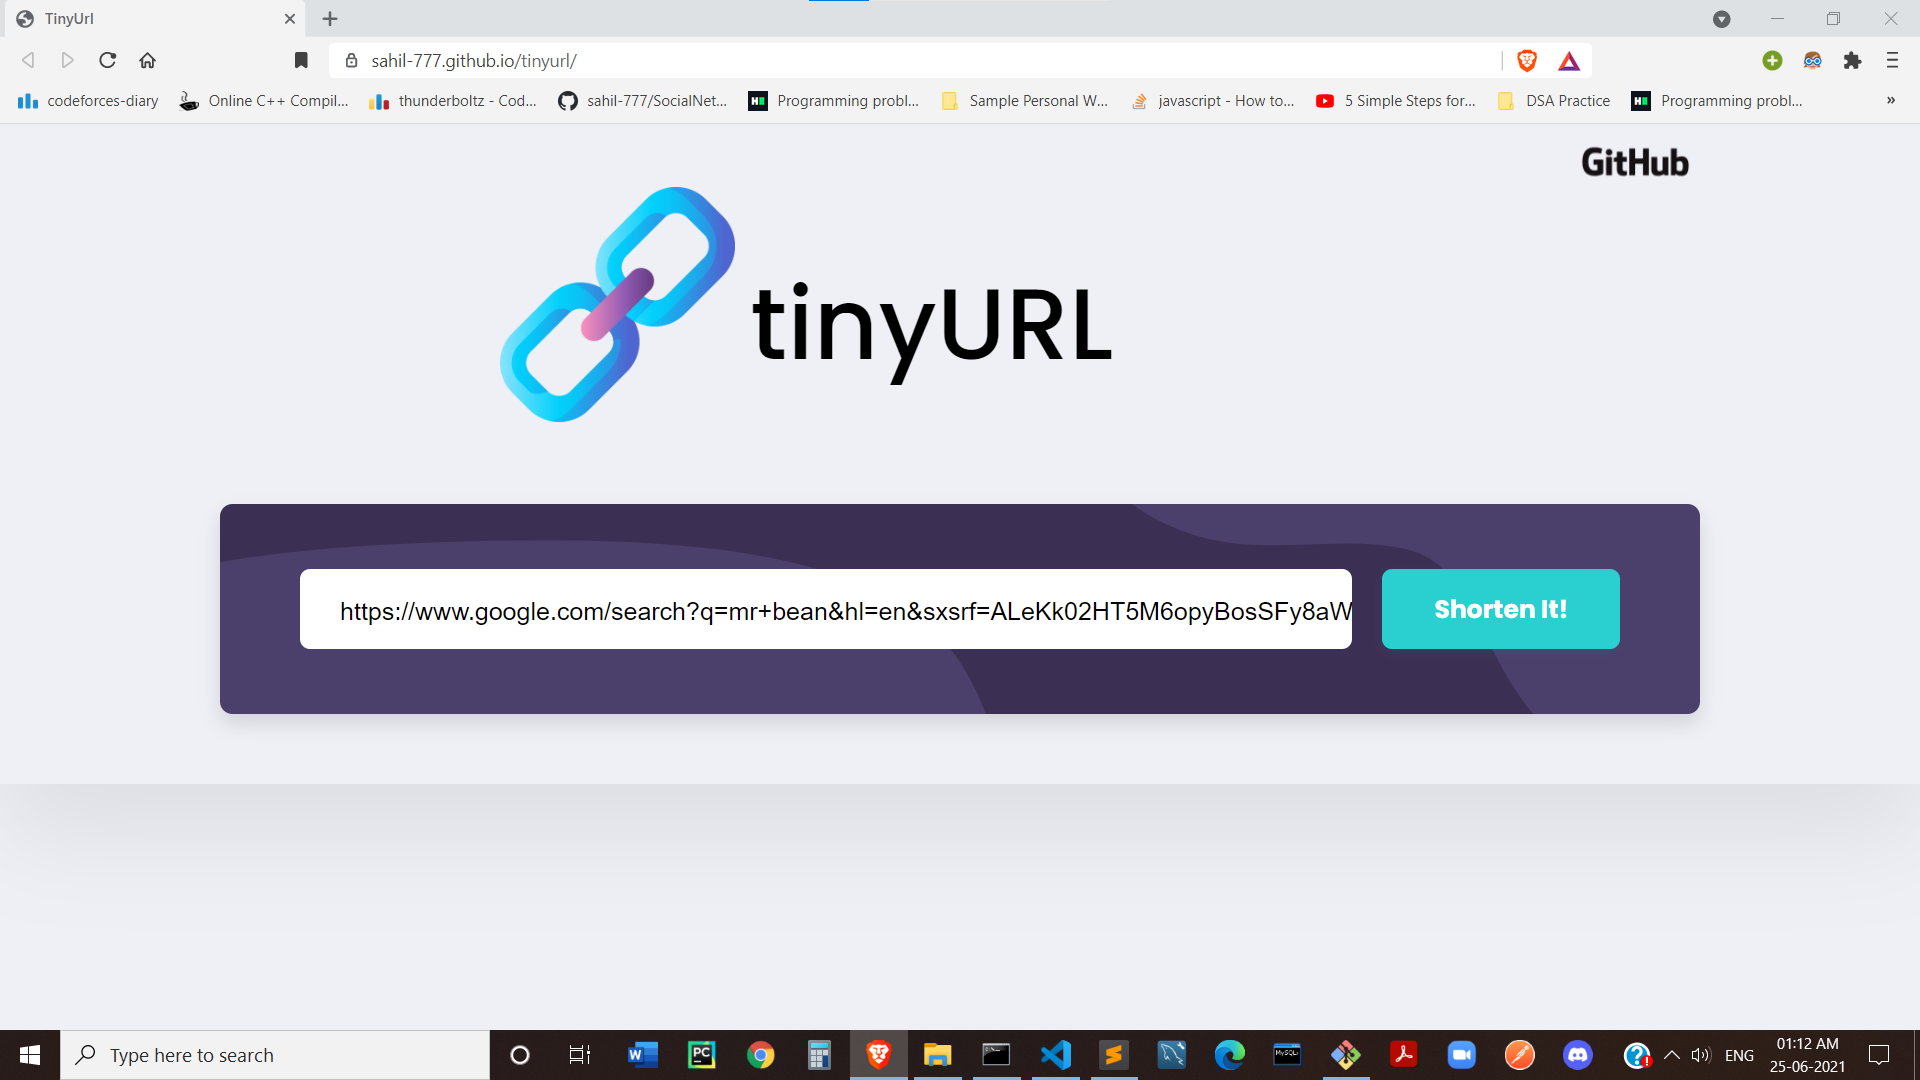 TinyUrl
sahil-777.github.io/tinyurl/
codeforces-diary
Online C++ Compil...
thunderboltz - Cod...
sahil-777/SocialNet...
Programming probl...
Sample Personal W...
javascript - How to...
5 Simple Steps for...
DSA Practice
Programming probl...
»
GitHub
tinyURL
https://www.google.com/search?q=mr+bean&hl=en&sxsrf=ALeKk02HT5M6opyBosSFy8aW
Shorten It!
Type here to search
ENG
01:12 AM
25-06-2021